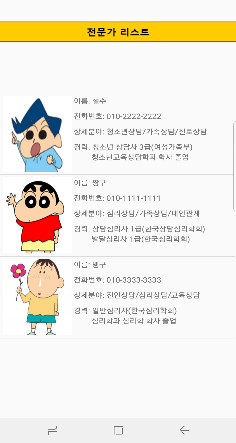 전문가 리스트
이름: 철수
전화번호: 010-2222-2222
상세분야: 청소년상담/가족상담/진로상담
경력: 청소년 상담사 3급(여성가족부)
청소년교육상담학과 학사 졸업
이름: 짱구
전화번호: 010-1111-1111
상세분야: 심리상담/가족상담/대인관계
경력: 상담심리사 1급(한국상담심리학회)
발달심리사 1급(한국심리학회)
이름: 맹구
전화번호: 010-3333-3333
상세분야: 개인상담/심리상담/교육상담
경력: 일반심리사(한국심리학회)
심리학과 심리학 학사 졸업